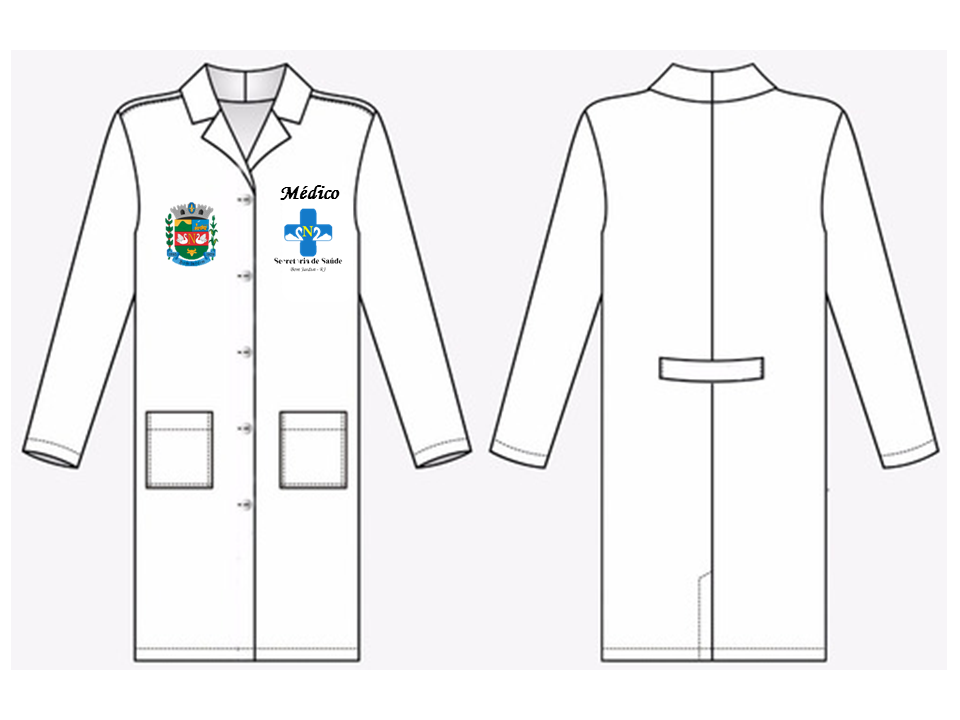 Médico
N
Secretaria de Saúde
Bom Jardim - RJ